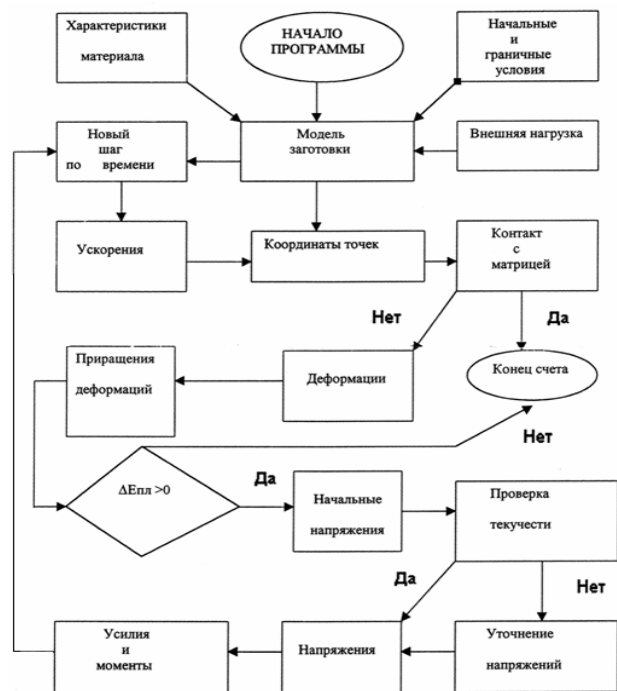 Характеристики
материала
НАЧАЛО
ПРОГРАММЫ
Начальные
и
граничные
условия
Новый
шаг
по времени
Модель
заготовки
Внешняя нагрузка
Ускорения
Координаты точек
Контакт
с
матрицей
Нет
Да
Приращения
деформаций
Деформации
Конец счета
Нет
ΔЕпл >0
Да
Начальные
напряжения
Проверка
текучести
Да
Нет
Усилия
и
моменты
Напряжения
Уточнение
напряжений